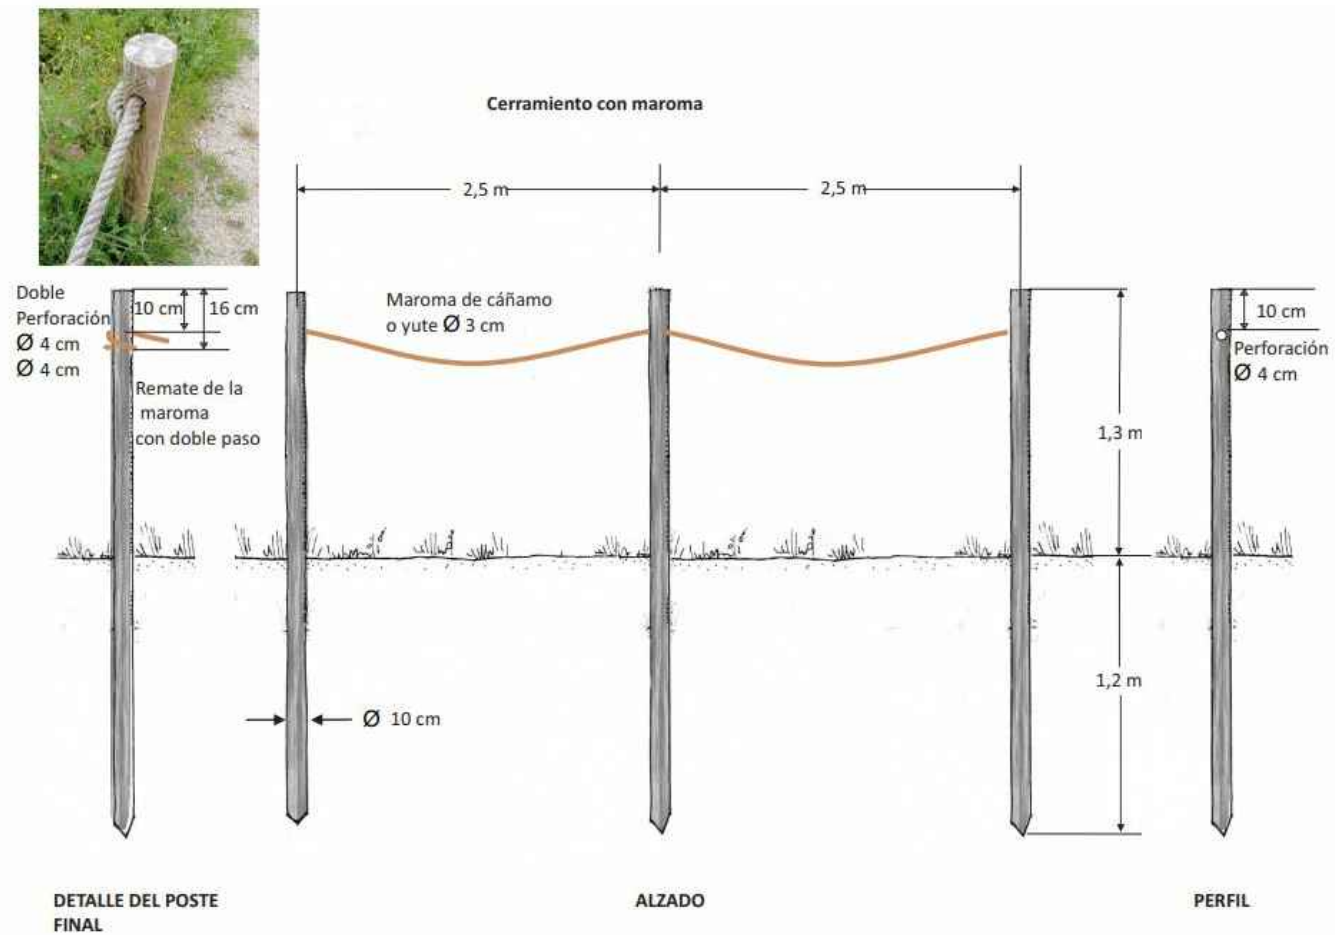 Cerramiento con maroma
2,5 m
2,5 m
Doble
Perforación
Ø 4 cm
Ø 4 cm
10 cm
16 cm
Remate de la
maroma
con doble paso
Maroma de cáñamo
o yute Ø 3 cm
10 cm
Perforación
Ø 4 cm
1,3 m
1,2 m
Ø 10 cm
DETALLE DEL POSTE
FINAL
ALZADO
PERFIL